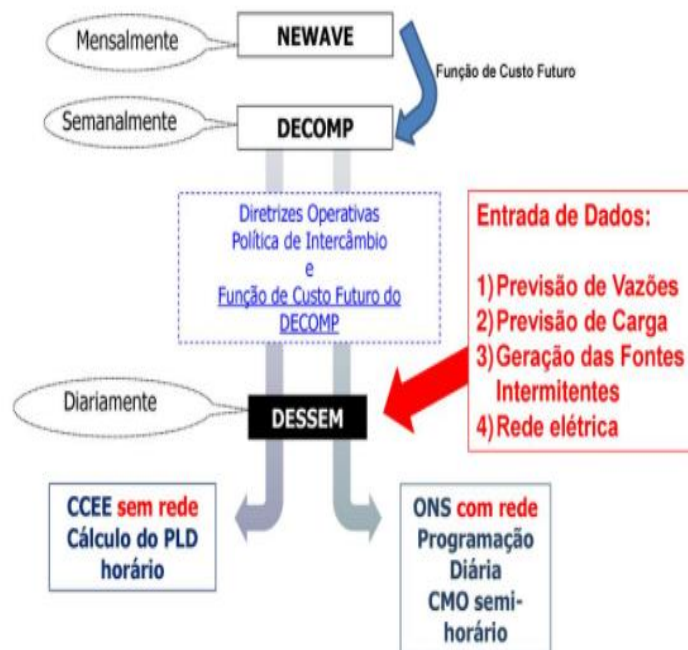 Mensalmente
NEWAVE
Função de Custo Futuro
Semanalmente
DECOMP
Diretrizes Operativas
Política de Intercâmbio
e
Função de Custo Futuro do
DECOMP
Entrada de Dados:
1) Previsão de Vazões
2) Previsão de Carga
3) Geração das Fontes
Intermitentes
4) Rede elétrica
Diariamente
DESSEM
CCEE sem rede
Cálculo do PLD
horário
ONS com rede
Programação
Diária
CMO semi-
horário